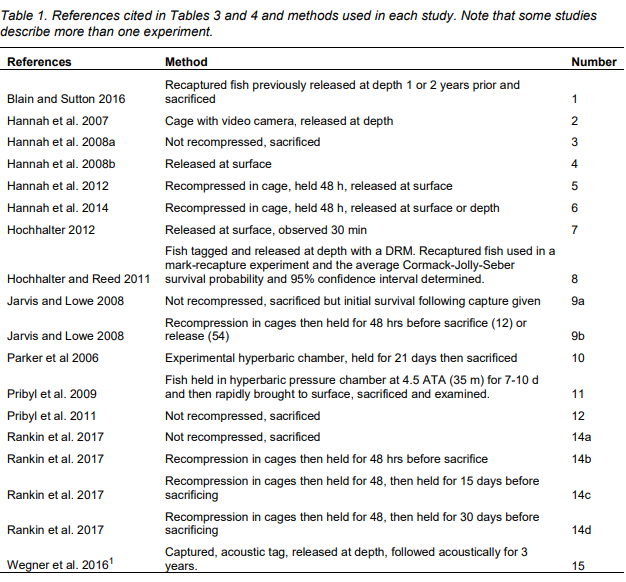 Table 1. References cited in Tables 3 and 4 and methods used in each study. Note that some studies
describe more than one experiment.
References Method Number
Recaptured fish previously released at depth 1 or 2 years prior and
Blain and Sutton 2016 sacrificed 1
Hannah et al. 2007 Cage with video camera, released at depth 2
Hannah et al. 2008a Not recompressed, sacrificed 3
Hannah et al. 2008b Released at surface 4
Hannah et al. 2012 Recompressed in cage, held 48 h, released at surface 5
Hannah et al. 2014 Recompressed in cage, held 48 h, released at surface or depth 6
Hochhalter 2012 Released at surface, observed 30 min 7
Fish tagged and released at depth with a DRM. Recaptured fish used in a
mark-recapture experiment and the average Cormack-Jolly-Seber
Hochhalter and Reed 2011 survival probability and 95% confidence interval determined. 8
Jarvis and Lowe 2008 Not recompressed, sacrificed but initial survival following capture given 9a
Recompression in cages then held for 48 hrs before sacrifice (12) or
Jarvis and Lowe 2008 release (54) 9b
Parker et al 2006 Experimental hyperbaric chamber, held for 21 days then sacrificed 10
Fish held in hyperbaric pressure chamber at 4.5 ATA (35 m) for 7-10 d
Pribyl et al. 2009 and then rapidly brought to surface, sacrificed and examined. 11
Pribyl et al. 2011 Not recompressed, sacrificed 12
Rankin et al. 2017 Not recompressed, sacrificed 14a
Rankin et al. 2017 Recompression in cages then held for 48 hrs before sacrifice 14b
Recompression in cages then held for 48, then held for 15 days before
Rankin et al. 2017 sacrificing 14c
Recompression in cages then held for 48, then held for 30 days before
Rankin et al. 2017 sacrificing 14d
Captured, acoustic tag, released at depth, followed acoustically for 3
Wegner et al. 2016¹ years. 15